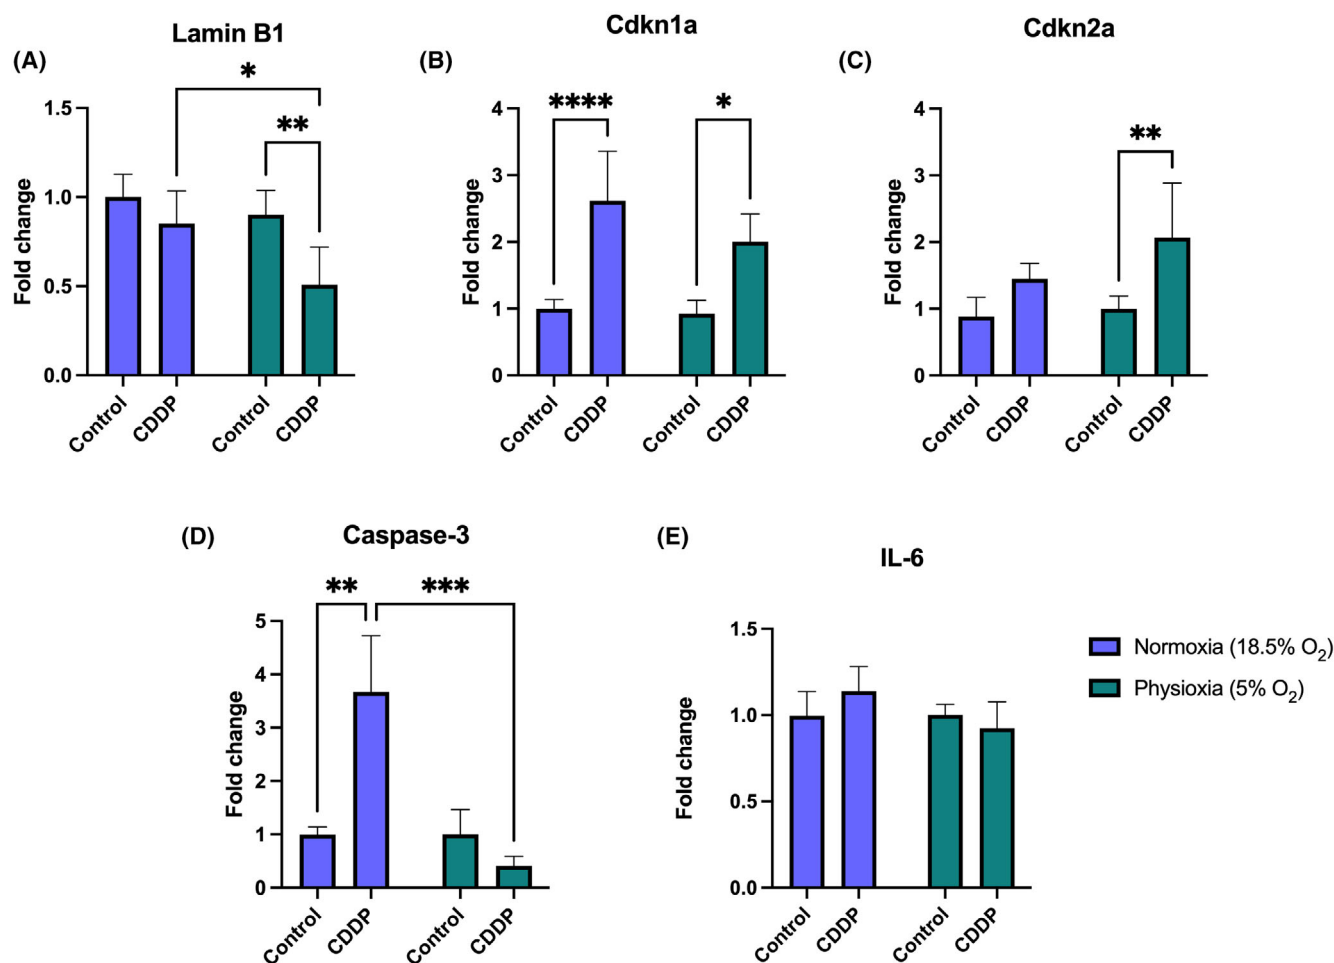 Lamin B1
(A)
*
**
1.5
1.0
0.5
0.0
Fold change
Control
CDDP
Control
CDDP
Cdkn1a
(B)
****
*
4
3
2
1
0
Fold change
Control
CDDP
Control
CDDP
Cdkn2a
(C)
**
4
3
2
1
0
Fold change
Control
CDDP
Control
CDDP
(D)
Caspase-3
**
***
5
4
3
2
1
0
Fold change
Control
CDDP
Control
CDDP
(E)
IL-6
1.5
1.0
0.5
0.0
Fold change
Control
CDDP
Control
CDDP
Normoxia (18.5% O₂)
Physioxia (5% O₂)